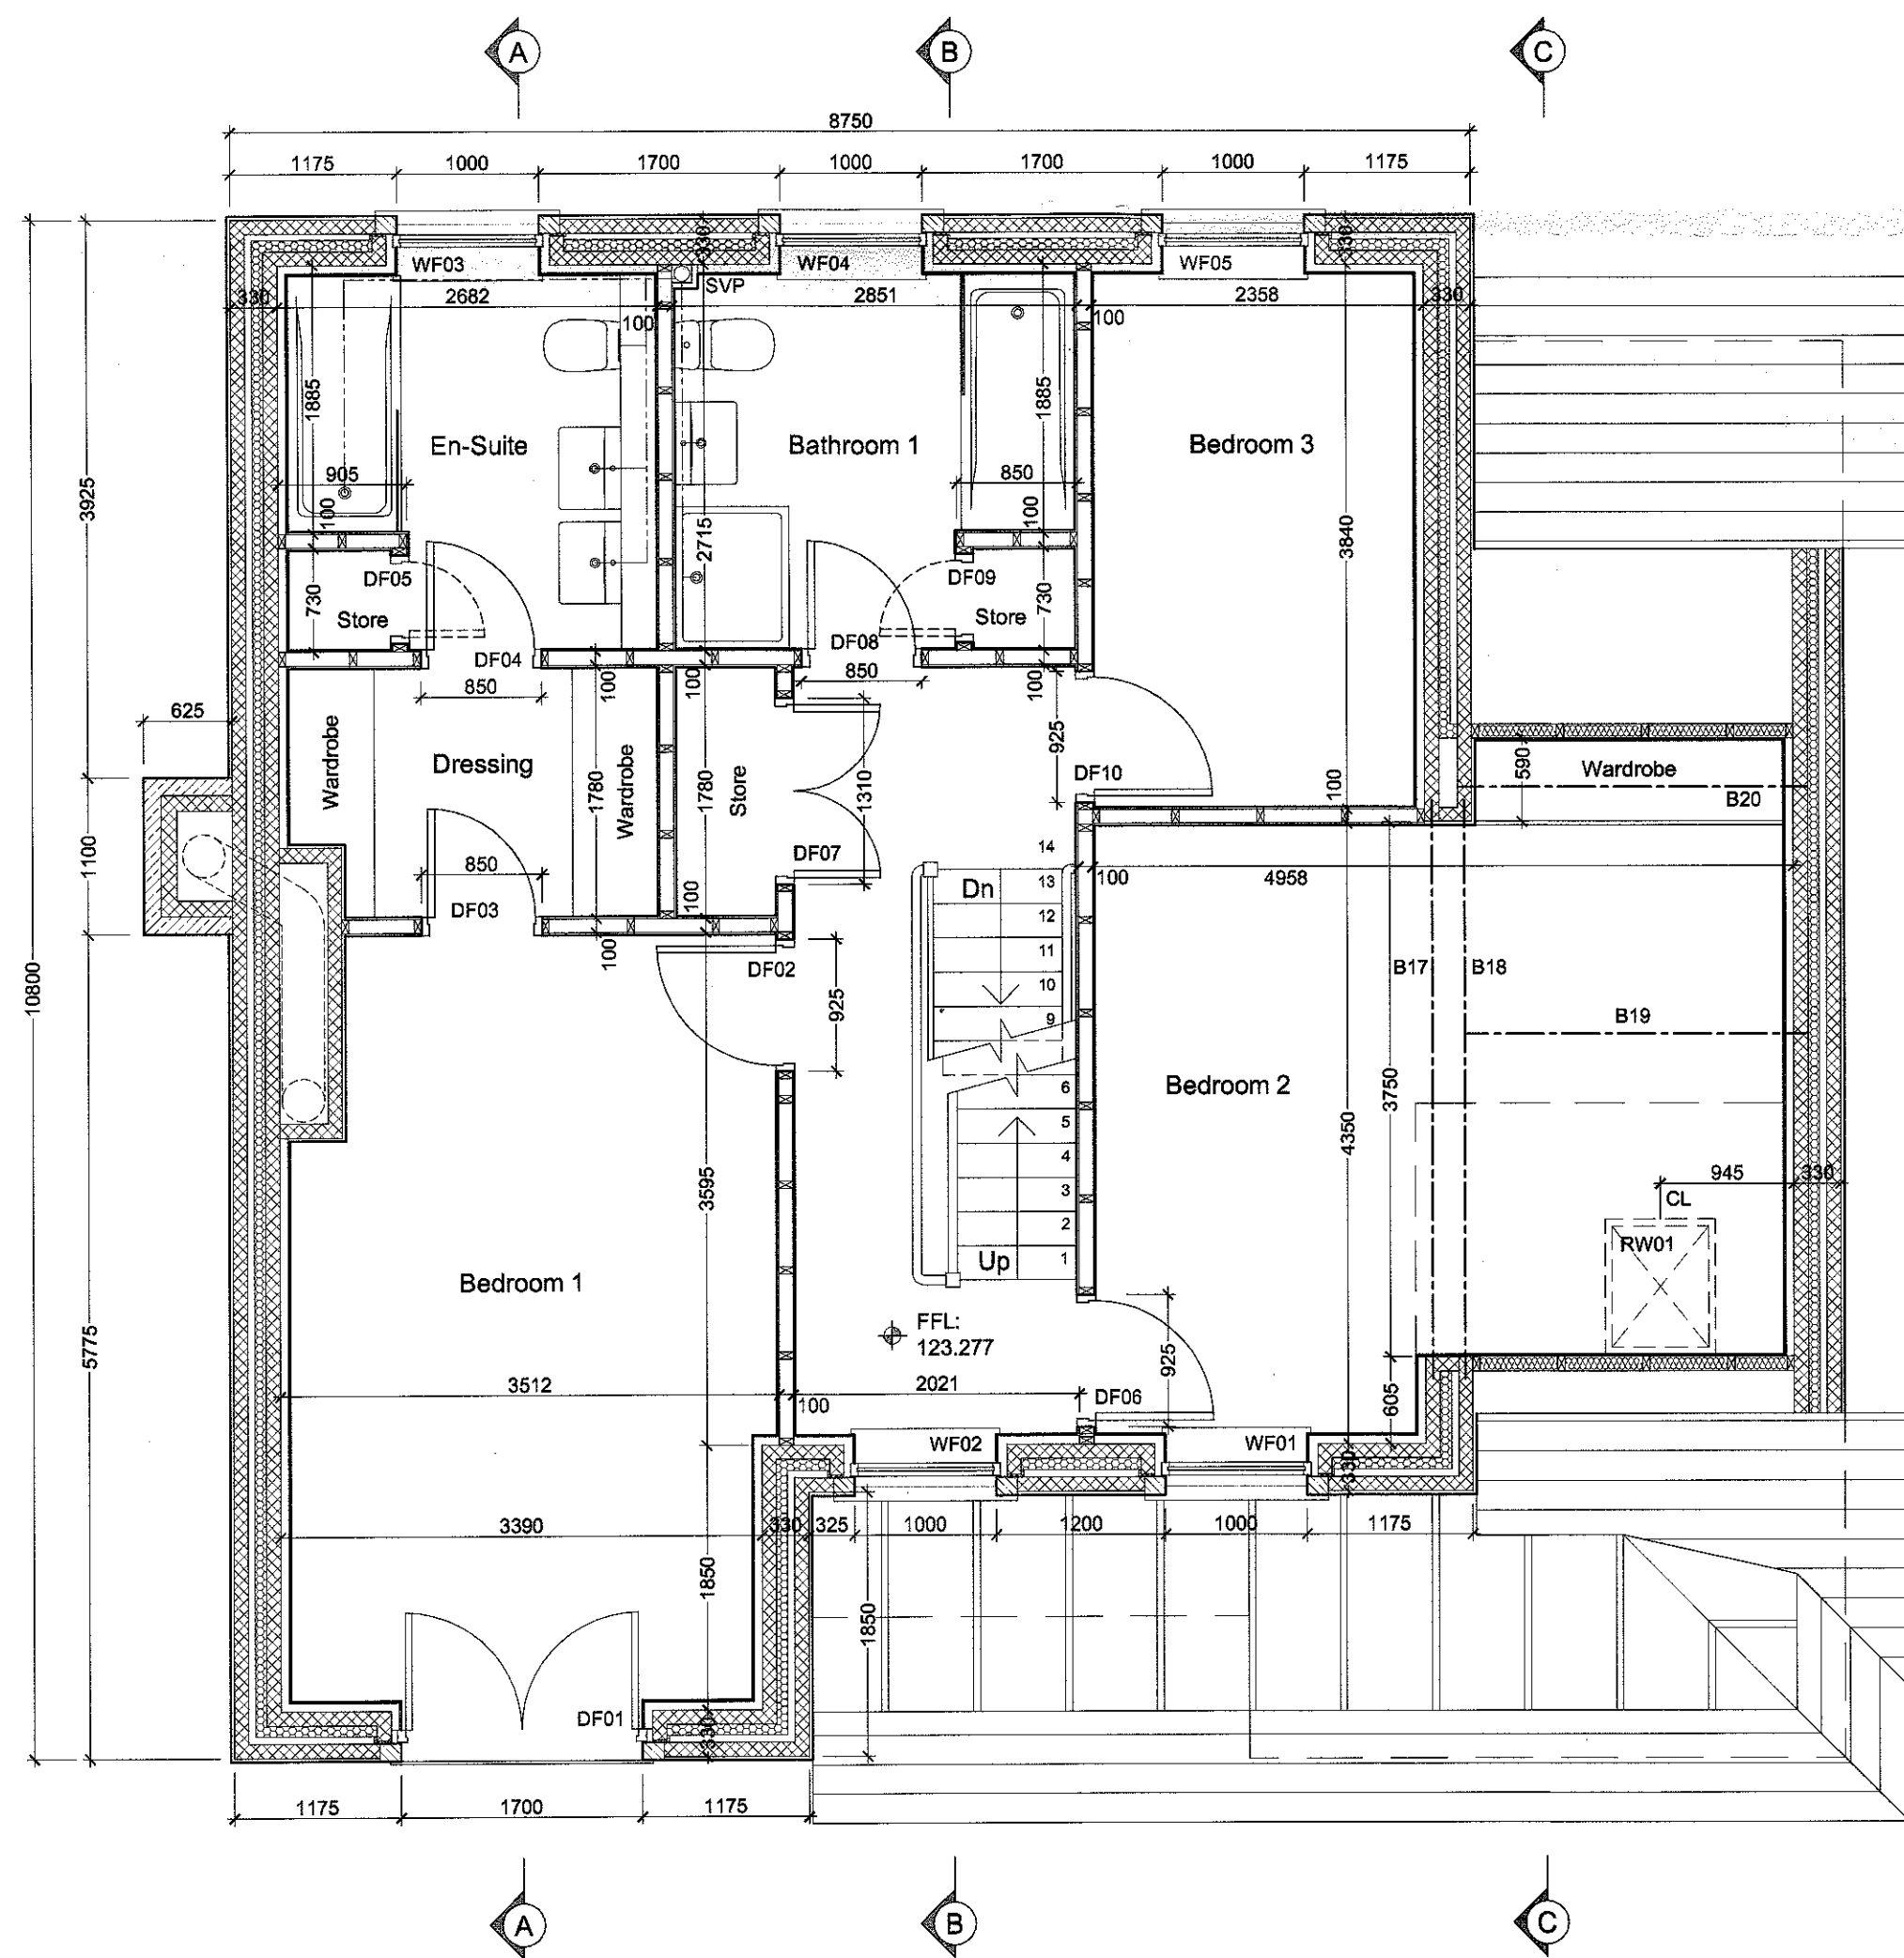 A B C
8750
1175 1000 1700 1000 1700 1000 1175
330 330
WF03 SVP WF04 WF05
330 2682 2851 2358 330
100 100
1885 1885
En-Suite Bathroom 1 Bedroom 3
905 850
3925
100 2715 100 3840
DF05 DF09
730 730
Store Store
DF04 DF08
850 100 100 850 100
625
Wardrobe Dressing 1780 Wardrobe 1780 Store 1310 925 DF10 100 590 Wardrobe
B20
1100
850 DF07 14 100 4958
DF03 100 Dn 13
12
100 DF02 11 B17 B18
10800 925 10
9 B19
6 Bedroom 2 3750
5
4 4350
3595 3 945 330
2 CL
Bedroom 1 Up 1 RW01
5775
FFL:
123.277
925
3512 2021 DF06 605
100
WF02 WF01
330
3390 330 325 1000 1200 1000 1175
1850 1850
DF01
330
1175 1700 1175
A B C